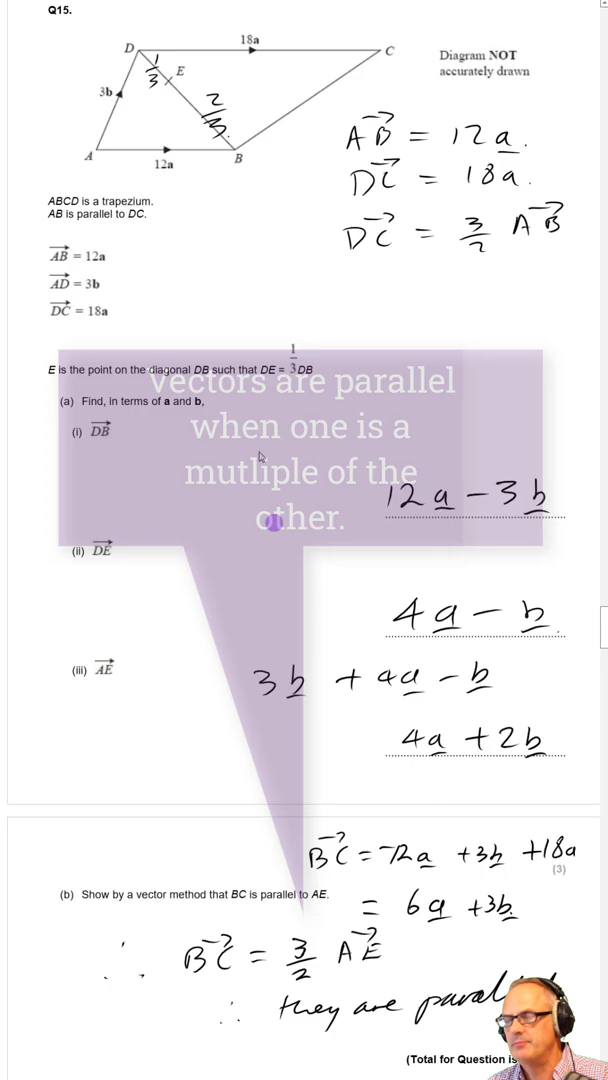 Q15.
18a
D
C
1/3
E
3b
2/3
A
12a
B
Diagram NOT
accurately drawn
AB = 12a.
DC = 18a.
DC = 3/2 AB
ABCD is a trapezium.
AB is parallel to DC.
AB = 12a
AD = 3b
DC = 18a
E is the point on the diagonal DB such that DE = 1/3 DB
vectors are parallel
when one is a
mutliple of the
other.
(a) Find, in terms of a and b,
(i) DB
12a - 3b
(ii) DE
4a - b
(iii) AE
3b + 4a - b
4a + 2b
BC = -12a + 3b + 18a
(3)
(b) Show by a vector method that BC is parallel to AE.
= 6a + 3b
∴ BC = 3/2 AE
∴ they are
(Total for Question is